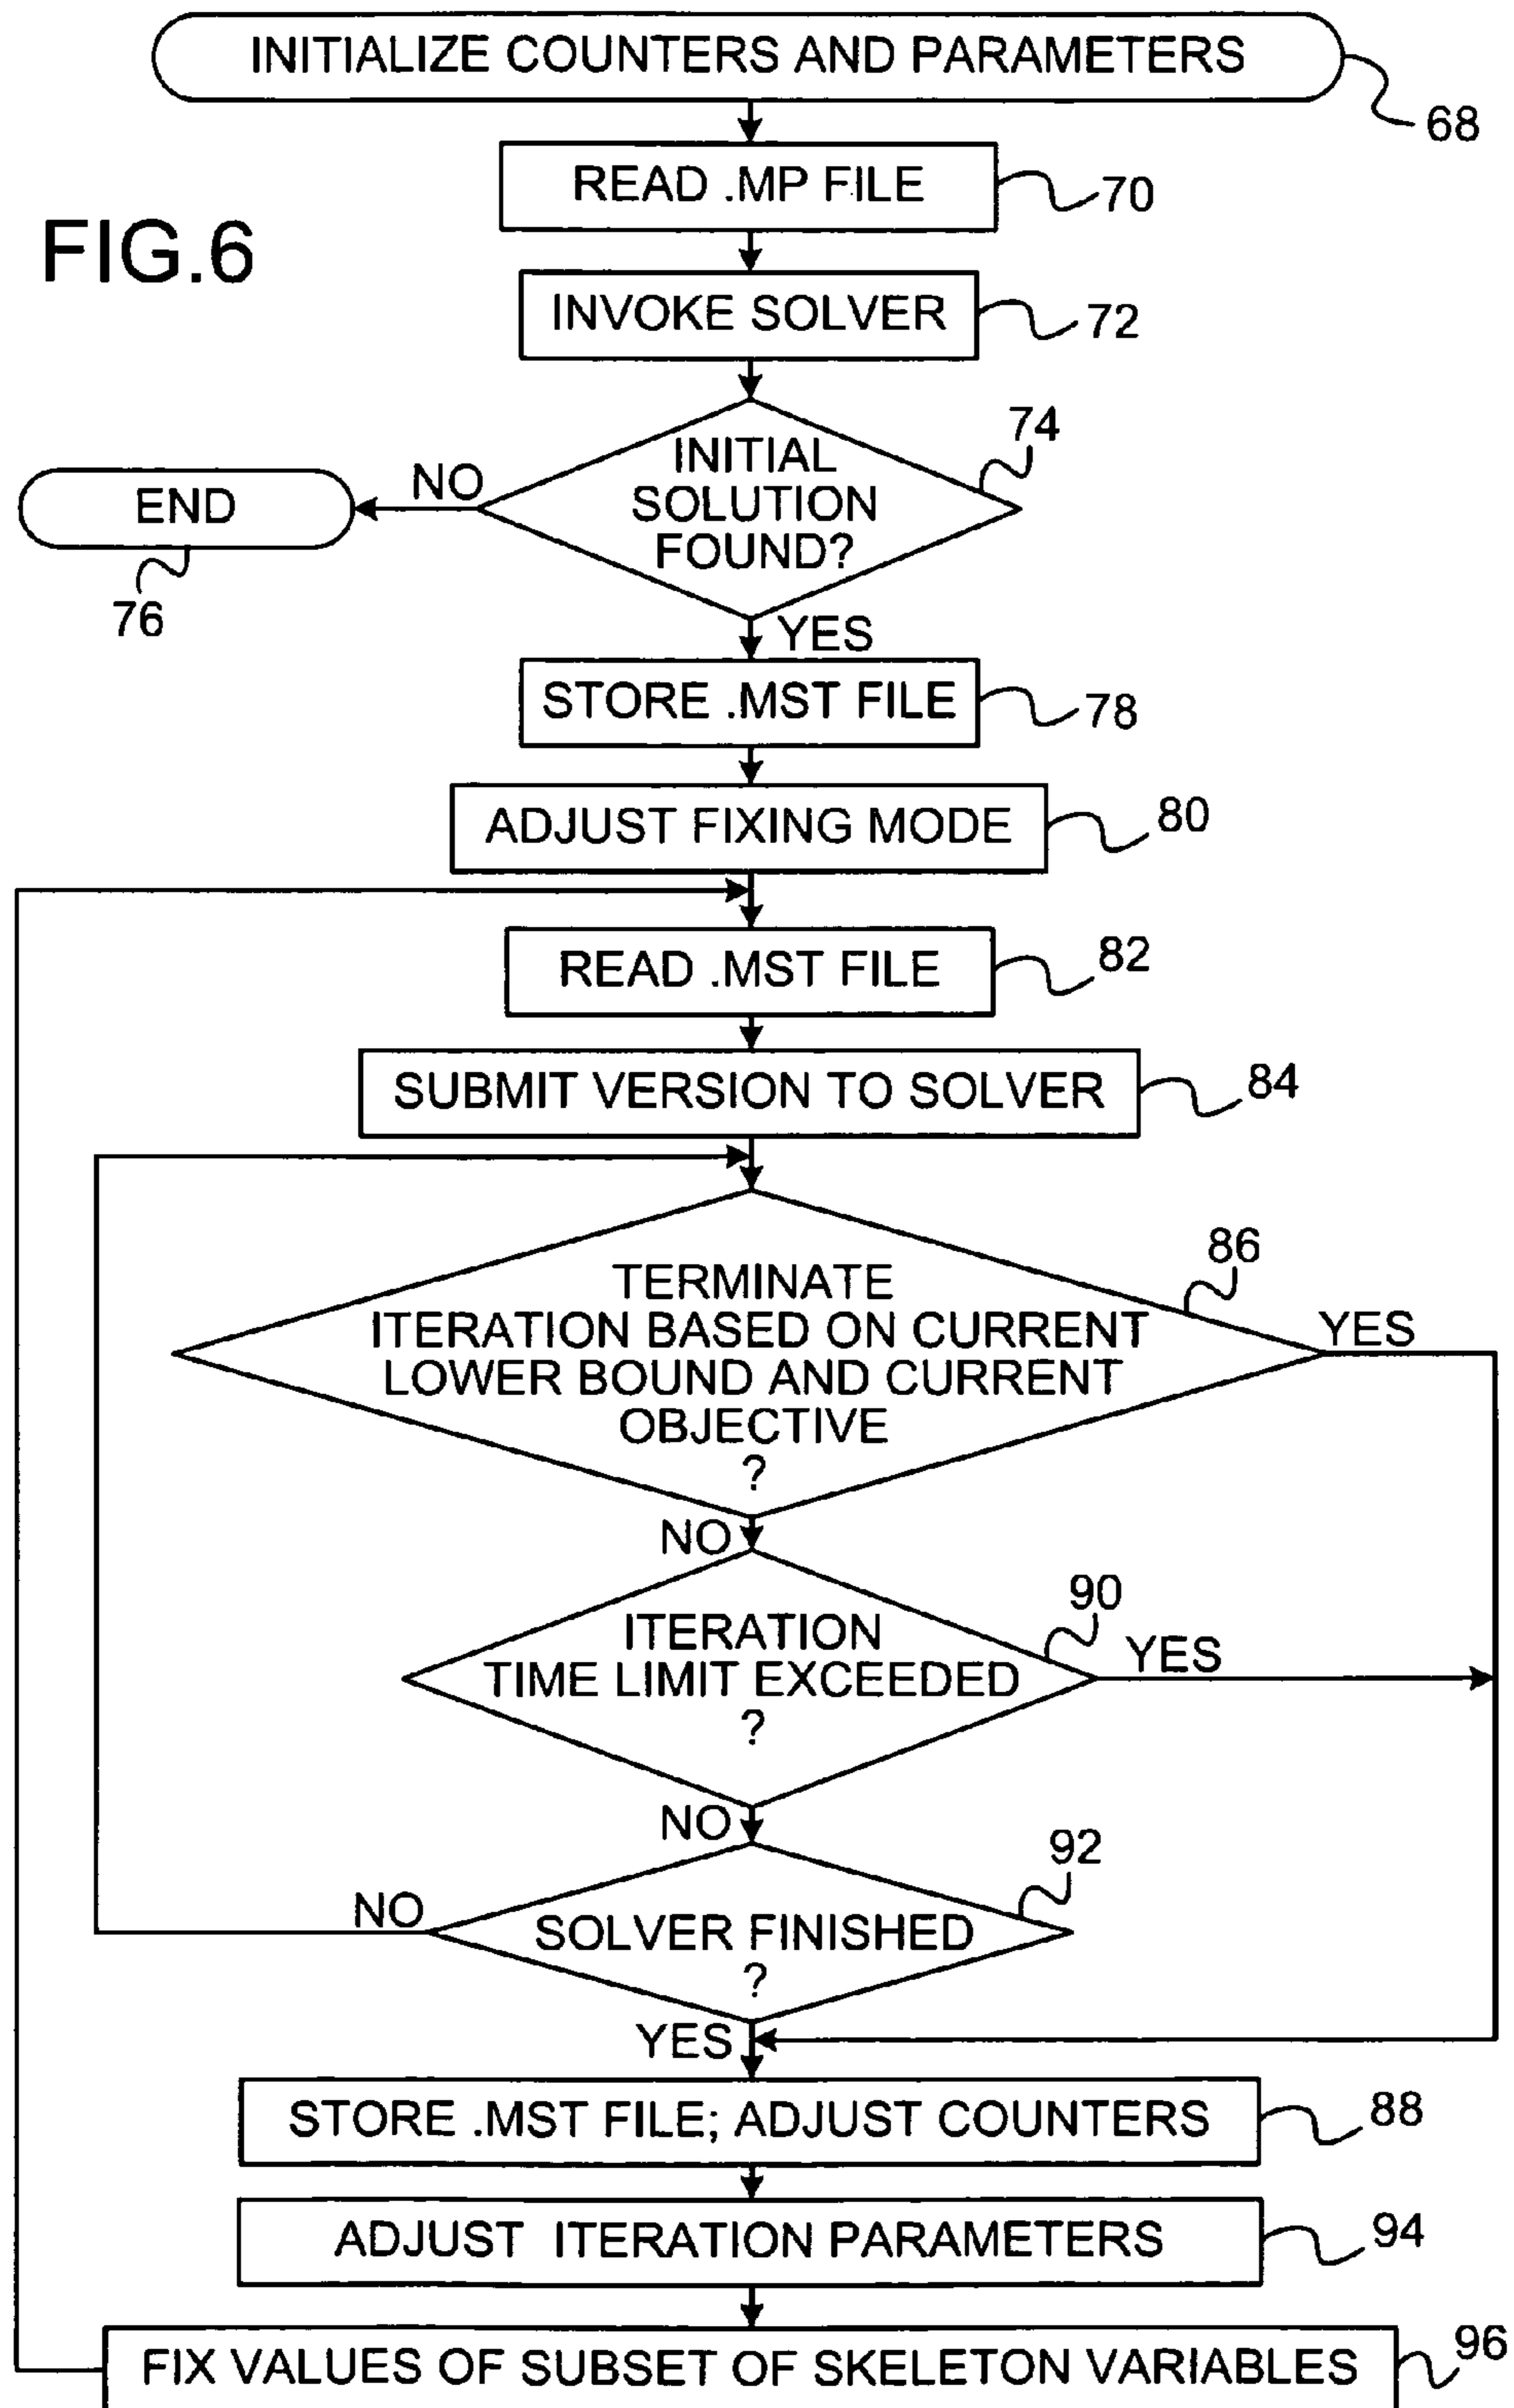 INITIALIZE COUNTERS AND PARAMETERS
68
READ .MP FILE
70
FIG.6
INVOKE SOLVER
72
74
INITIAL
SOLUTION
FOUND?
NO
END
76
YES
STORE .MST FILE
78
ADJUST FIXING MODE
80
READ .MST FILE
82
SUBMIT VERSION TO SOLVER
84
86
TERMINATE
ITERATION BASED ON CURRENT
LOWER BOUND AND CURRENT
OBJECTIVE
?
YES
NO
90
ITERATION
TIME LIMIT EXCEEDED
?
YES
NO
92
SOLVER FINISHED
?
NO
YES
STORE .MST FILE; ADJUST COUNTERS
88
ADJUST ITERATION PARAMETERS
94
FIX VALUES OF SUBSET OF SKELETON VARIABLES
96